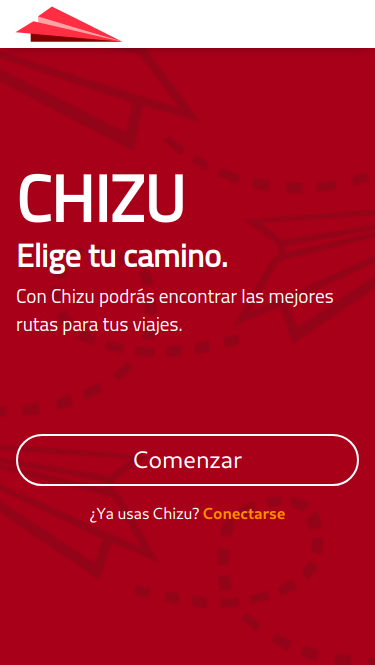 CHIZU
Elige tu camino.
Con Chizu podrás encontrar las mejores
rutas para tus viajes.
Comenzar
¿Ya usas Chizu? Conectarse